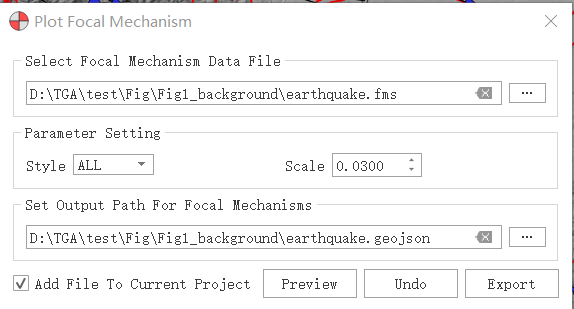 Plot Focal Mechanism
Select Focal Mechanism Data File
D:\TGA\test\Fig\Fig1_background\earthquake.fms
...
Parameter Setting
Style ALL Scale 0.0300
Set Output Path For Focal Mechanisms
D:\TGA\test\Fig\Fig1_background\earthquake.geojson
...
Add File To Current Project Preview Undo Export